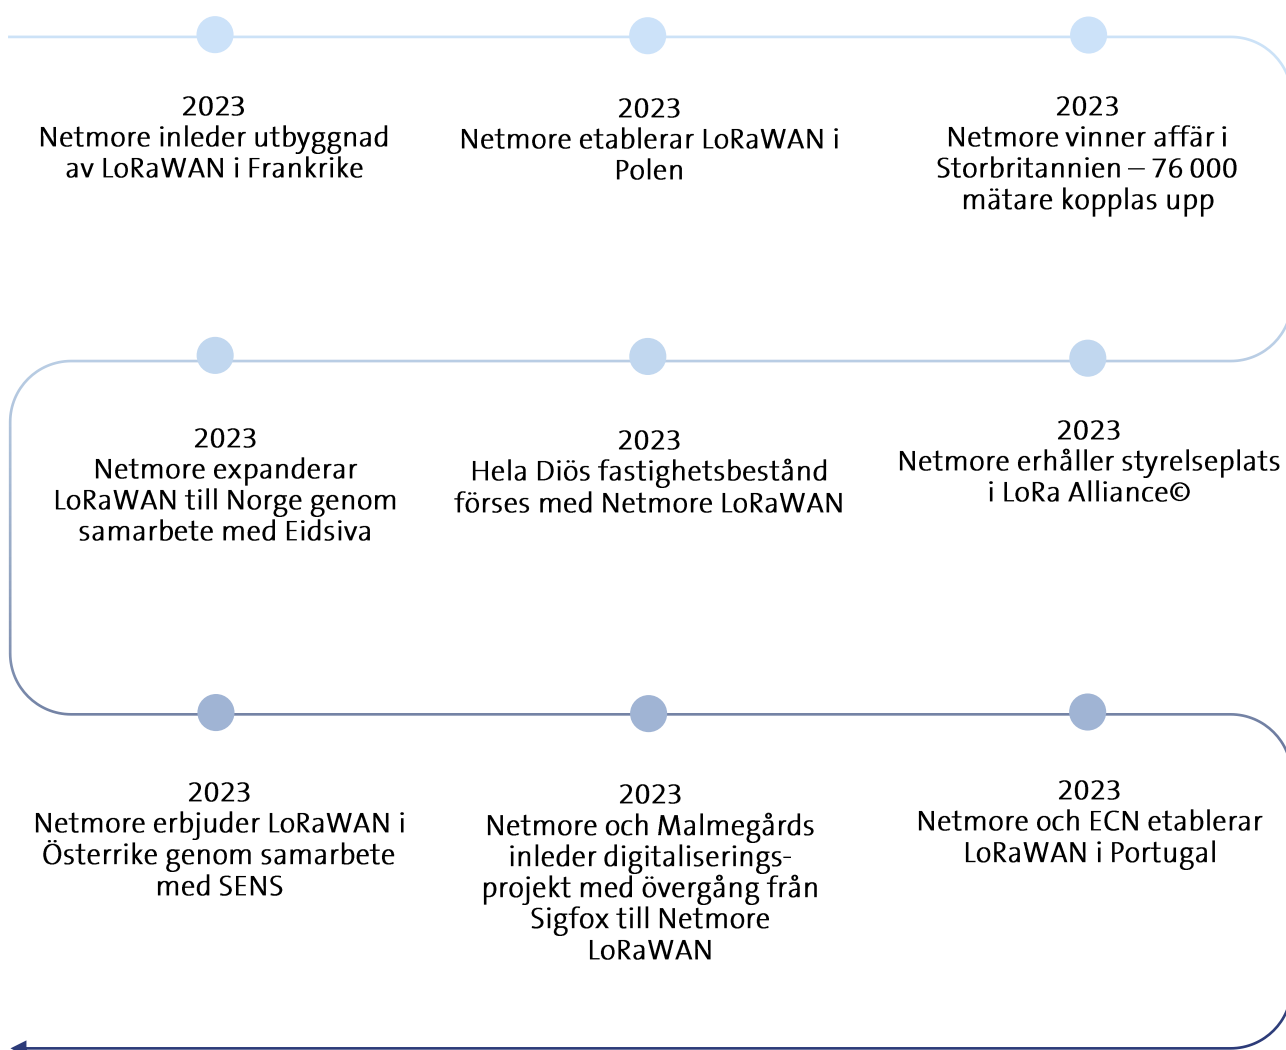 2023
Netmore inleder utbyggnad
av LoRaWAN i Frankrike
2023
Netmore etablerar LoRaWAN i
Polen
2023
Netmore vinner affär i
Storbritannien – 76 000
mätare kopplas upp
2023
Netmore expanderar
LoRaWAN till Norge genom
samarbete med Eidsiva
2023
Hela Diös fastighetsbestånd
förses med Netmore LoRaWAN
2023
Netmore erhåller styrelseplats
i LoRa Alliance©
2023
Netmore erbjuder LoRaWAN i
Österrike genom samarbete
med SENS
2023
Netmore och Malmegårds
inleder digitaliserings-
projekt med övergång från
Sigfox till Netmore
LoRaWAN
2023
Netmore och ECN etablerar
LoRaWAN i Portugal